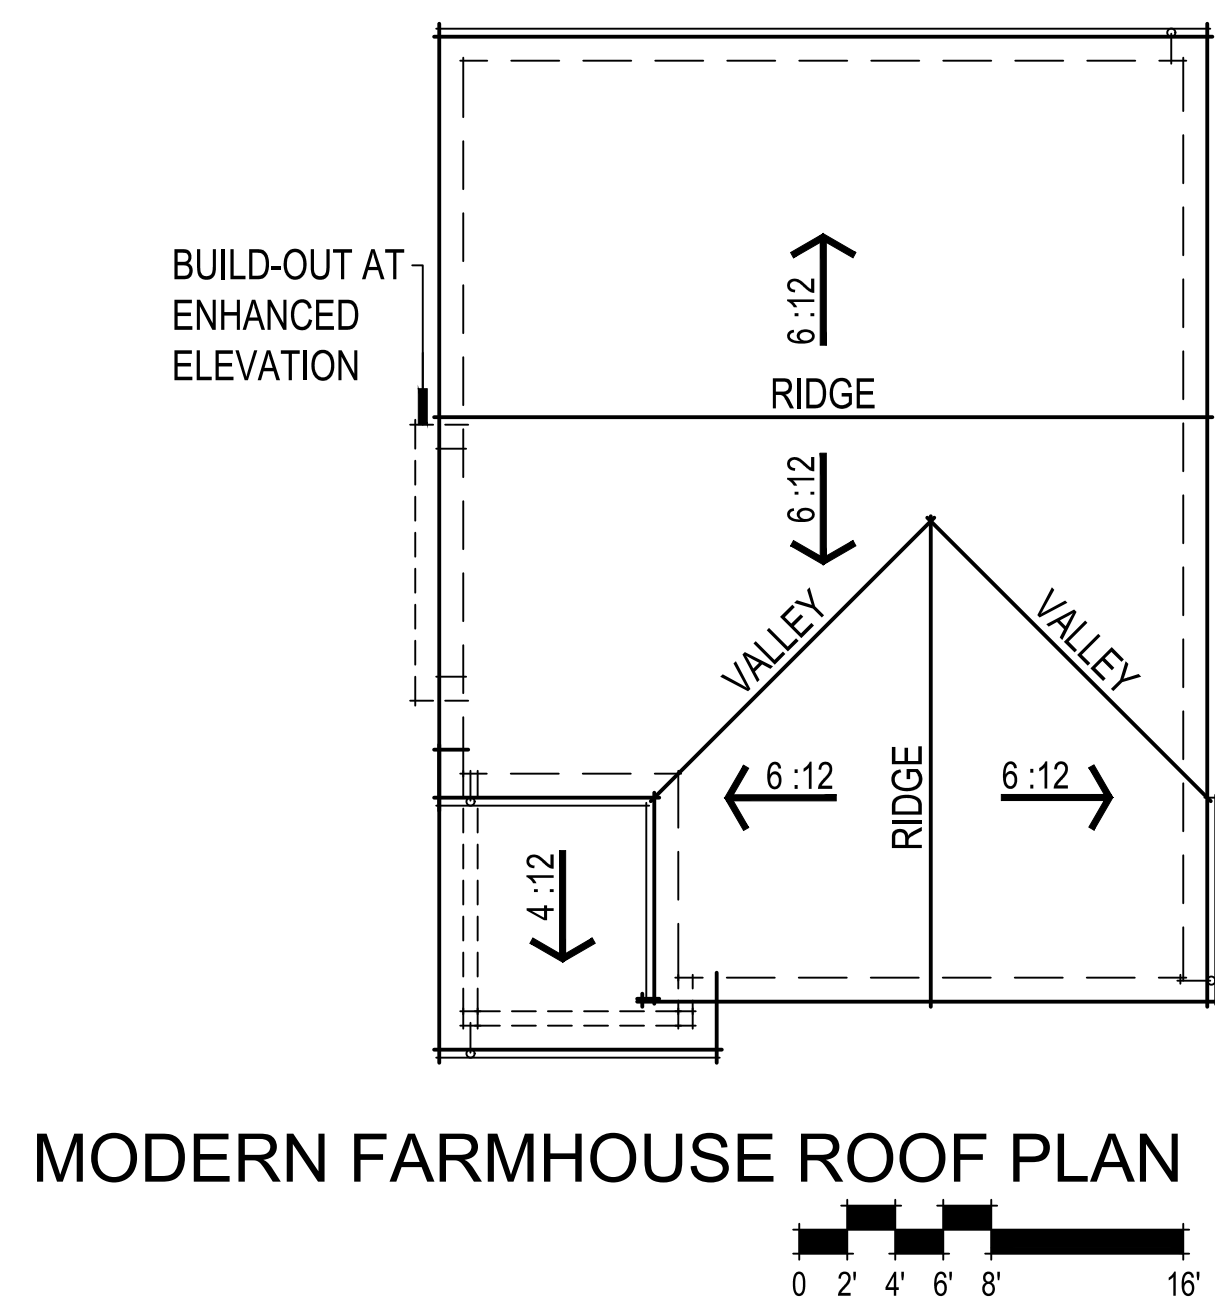 BUILD-OUT AT
ENHANCED
ELEVATION
6 :12
RIDGE
6 :12
VALLEY
VALLEY
6 :12
RIDGE
6 :12
4 :12
MODERN FARMHOUSE ROOF PLAN
0 2' 4' 6' 8' 16'